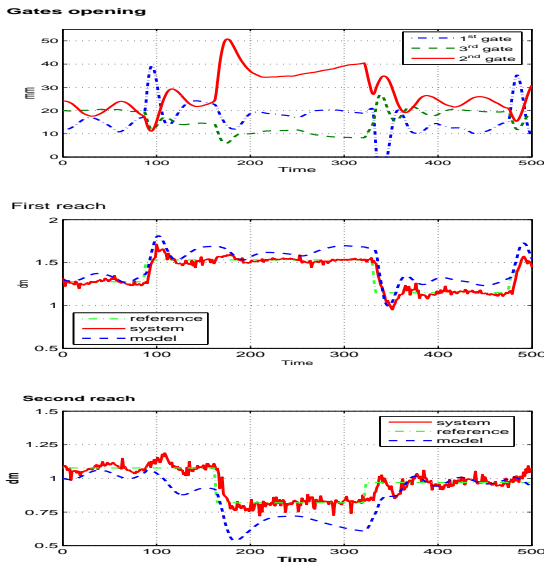 Gates opening
50
40
30
20
10
0
mm
1st gate
3rd gate
2nd gate
0 100 200 300 400 500
Time
First reach
2
1.5
1
0.5
dm
reference
system
model
0 100 200 300 400 500
Time
Second reach
1.5
1.25
1
0.75
0.5
dm
system
reference
model
0 100 200 300 400 500
Time